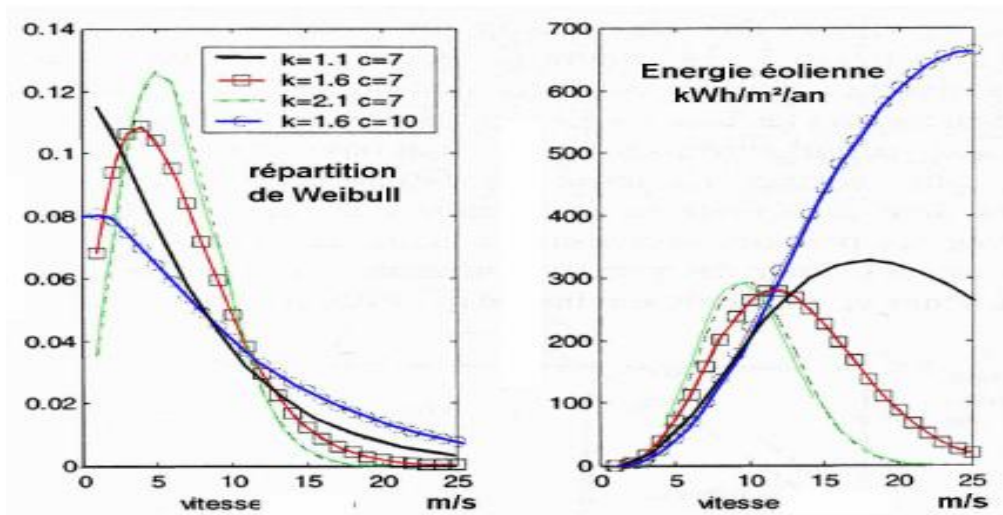 0.14
0.12
0.1
0.08
0.06
0.04
0.02
0
k=1.1 c=7
k=1.6 c=7
k=2.1 c=7
k=1.6 c=10
répartition
de Weibull
0 5 10 15 20 25
vitesse m/s
700
600
500
400
300
200
100
0
Energie éolienne
kWh/m²/an
0 5 10 15 20 25
vitesse m/s